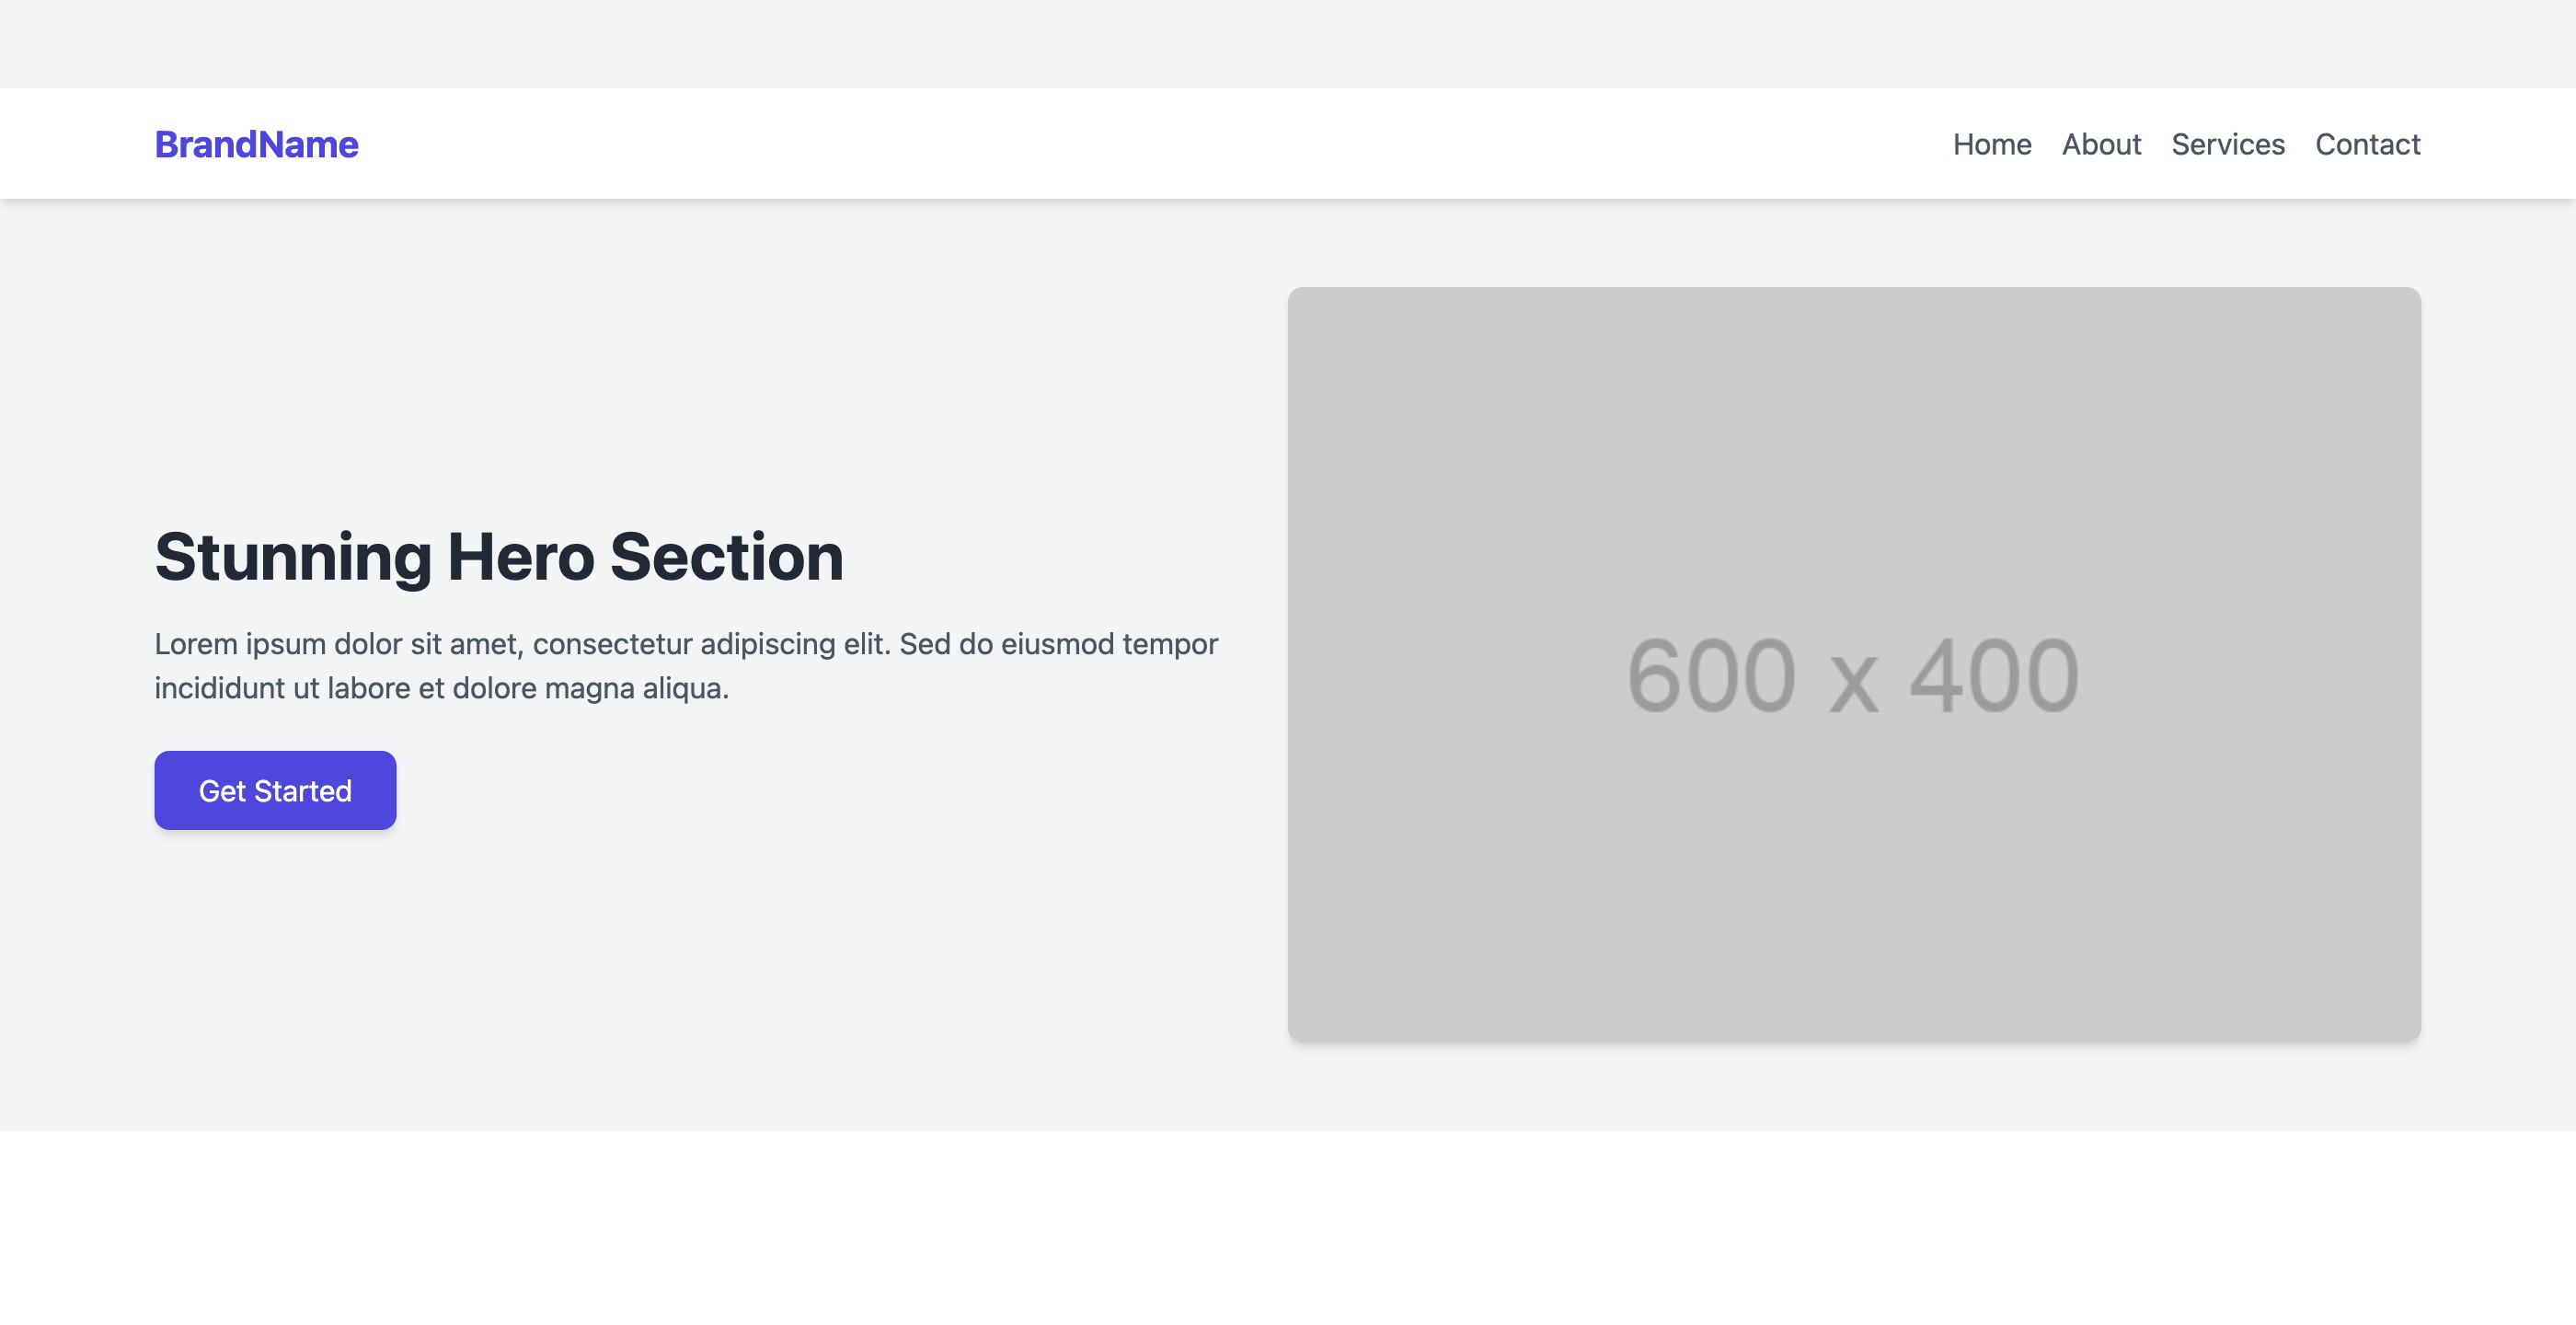 BrandName
Home About Services Contact
Stunning Hero Section
Lorem ipsum dolor sit amet, consectetur adipiscing elit. Sed do eiusmod tempor
incididunt ut labore et dolore magna aliqua.
Get Started
600 x 400